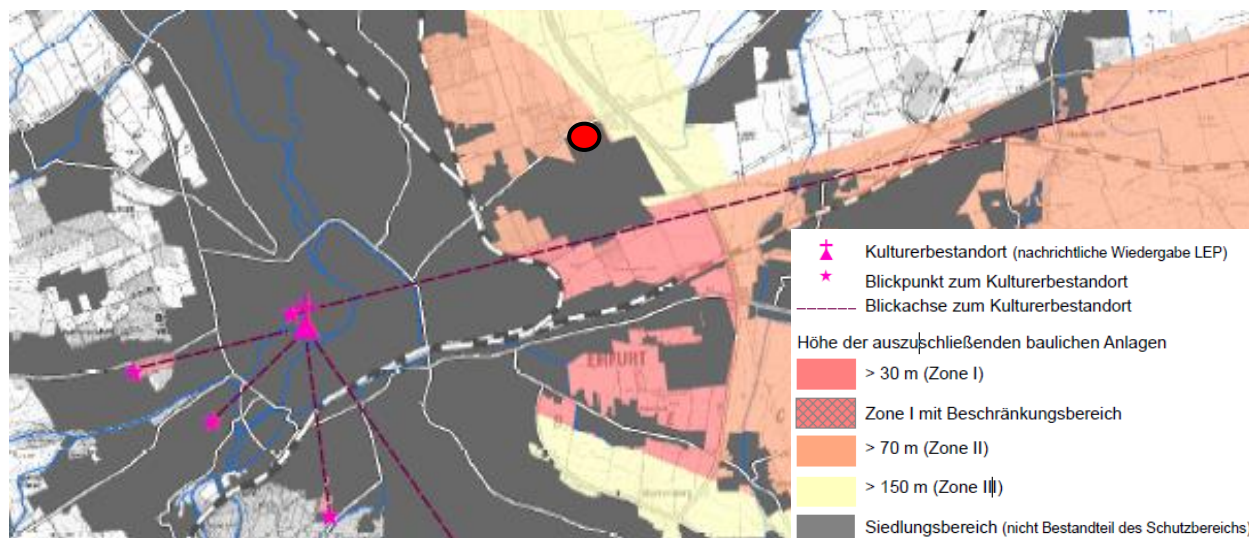 ERFURT
Kulturerbestandort (nachrichtliche Wiedergabe LEP)
Blickpunkt zum Kulturerbestandort
Blickachse zum Kulturerbestandort
Höhe der auszuschließenden baulichen Anlagen
> 30 m (Zone I)
Zone I mit Beschränkungsbereich
> 70 m (Zone II)
> 150 m (Zone III)
Siedlungsbereich (nicht Bestandteil des Schutzbereichs)